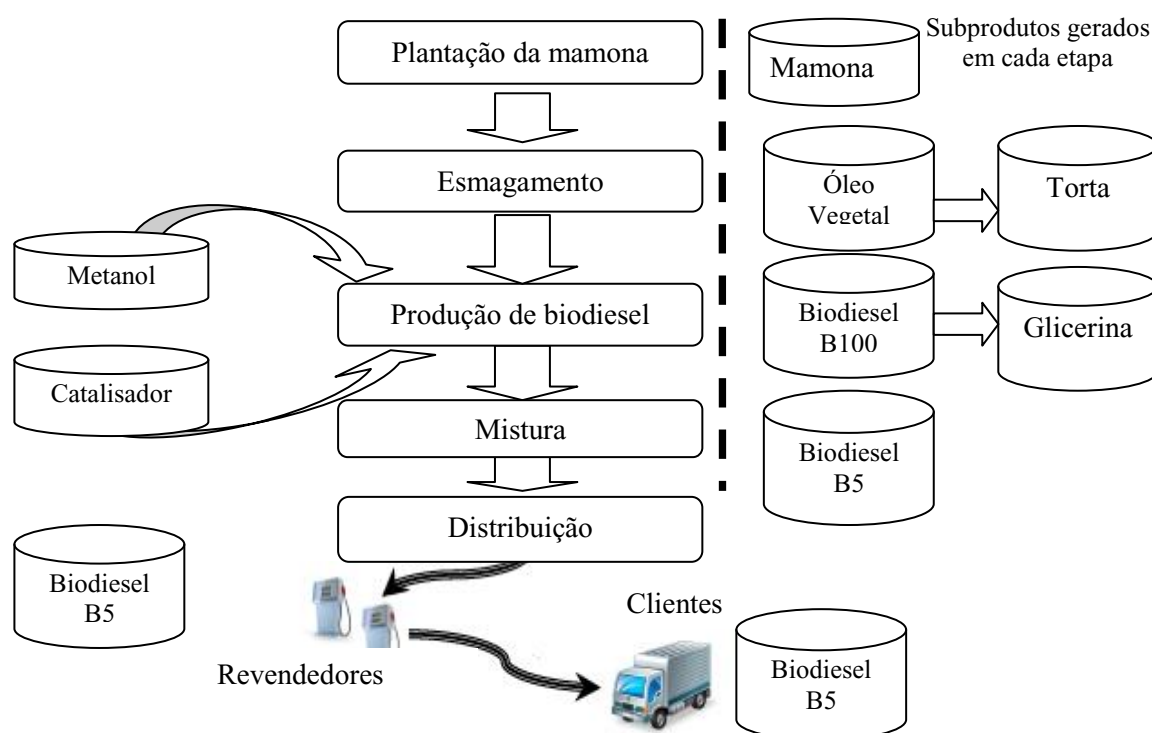 Plantação da mamona
Esmagamento
Produção de biodiesel
Mistura
Distribuição
Metanol
Catalisador
Biodiesel
B5
Revendedores
Clientes
Biodiesel
B5
Subprodutos gerados
em cada etapa
Mamona
Óleo
Vegetal
Torta
Biodiesel
B100
Glicerina
Biodiesel
B5